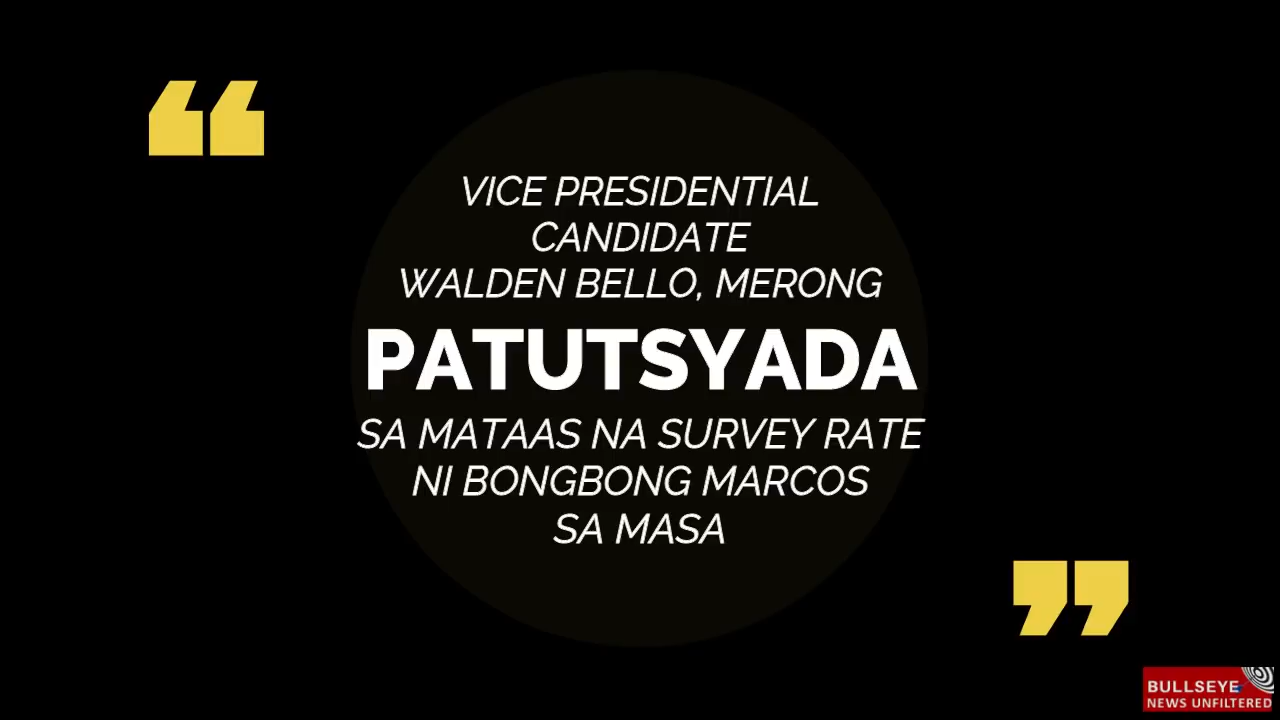 VICE PRESIDENTIAL
CANDIDATE
WALDEN BELLO, MERONG
PATUTSYADA
SA MATAAS NA SURVEY RATE
NI BONGBONG MARCOS
SA MASA
BULLSEYE
NEWS UNFILTERED